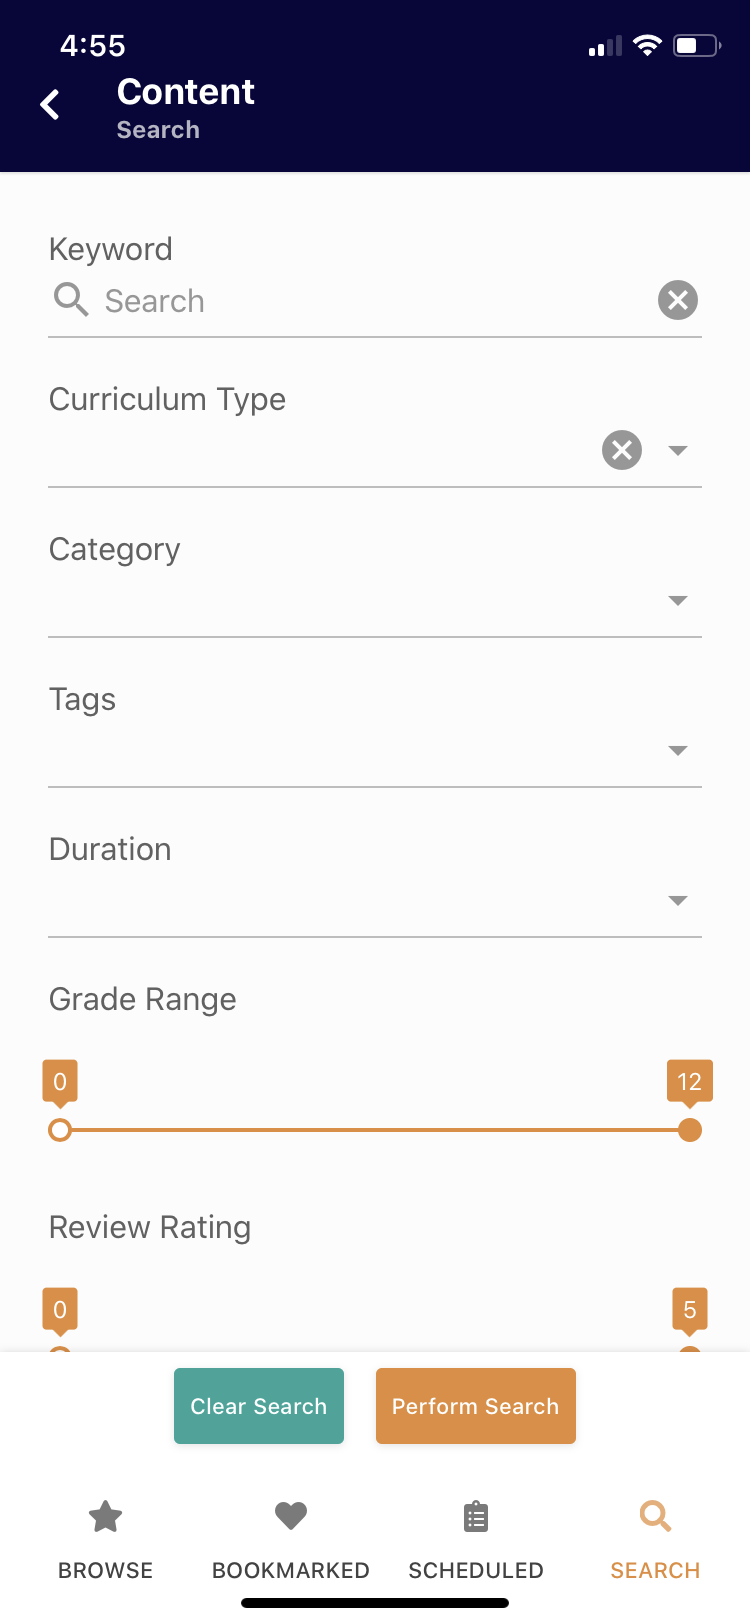 4:55
Content
Search
Keyword
Search
Curriculum Type
Category
Tags
Duration
Grade Range
0 12
Review Rating
0 5
Clear Search Perform Search
BROWSE BOOKMARKED SCHEDULED SEARCH